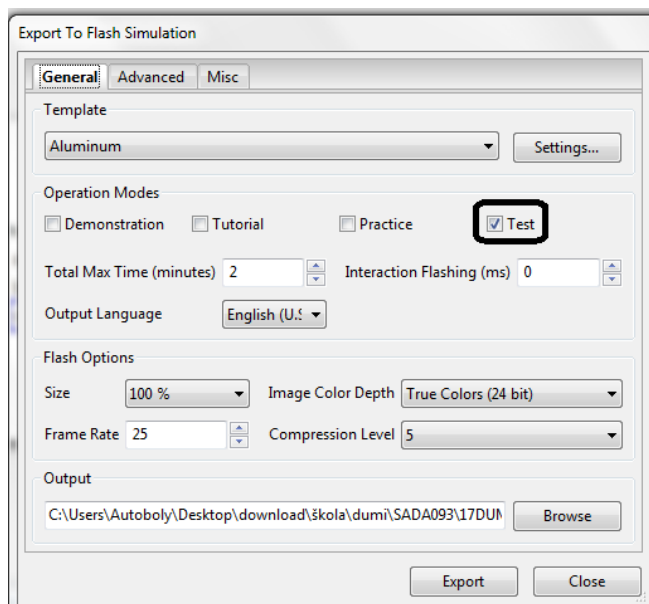 Export To Flash Simulation
General Advanced Misc
Template
Aluminum Settings...
Operation Modes
Demonstration Tutorial Practice Test
Total Max Time (minutes) 2 Interaction Flashing (ms) 0
Output Language English (U.S
Flash Options
Size 100 % Image Color Depth True Colors (24 bit)
Frame Rate 25 Compression Level 5
Output
C:\Users\Autoboly\Desktop\download\škola\dumi\SADA093\17DUM Browse
Export Close